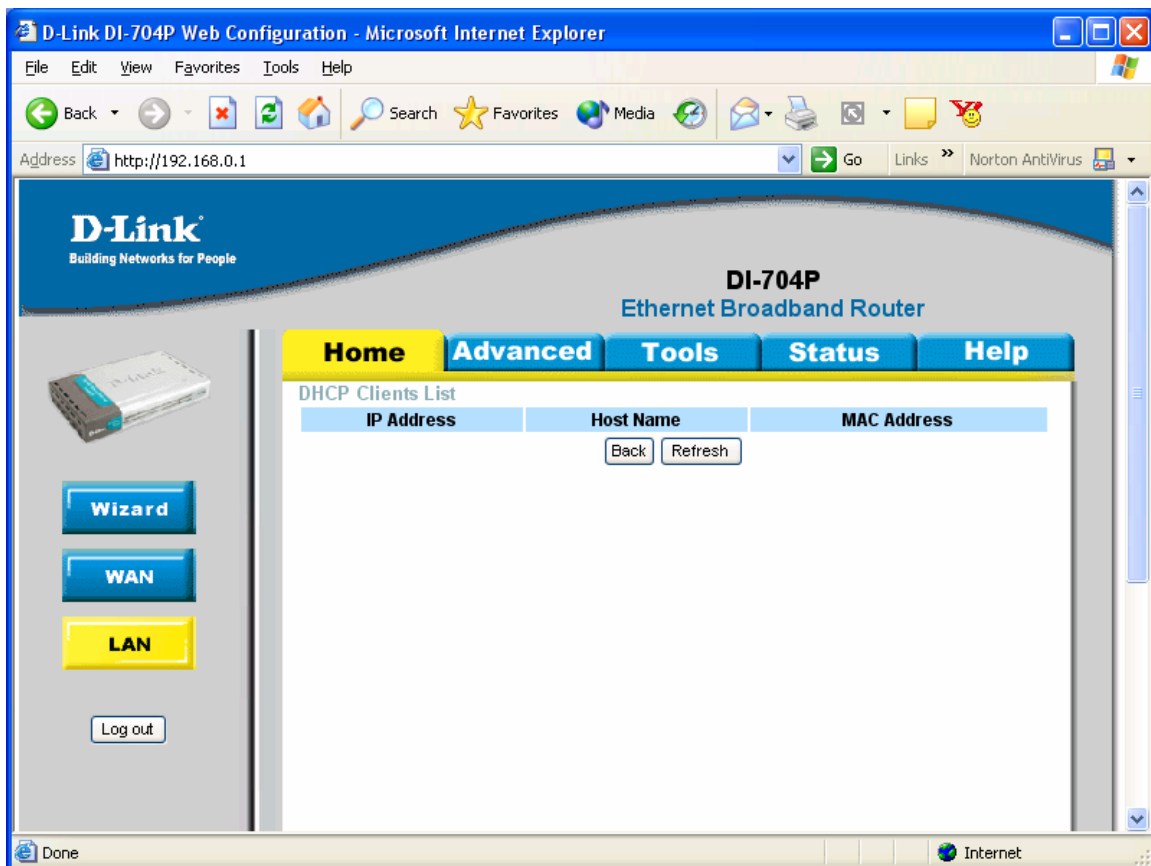 D-Link DI-704P Web Configuration - Microsoft Internet Explorer
File Edit View Favorites Tools Help
Back Search Favorites Media
Address http://192.168.0.1 Go Links » Norton AntiVirus
D-Link
Building Networks for People
DI-704P
Ethernet Broadband Router
Home Advanced Tools Status Help
D-Link
DHCP Clients List
IP Address Host Name MAC Address
Back Refresh
Wizard
WAN
LAN
Log out
Done Internet